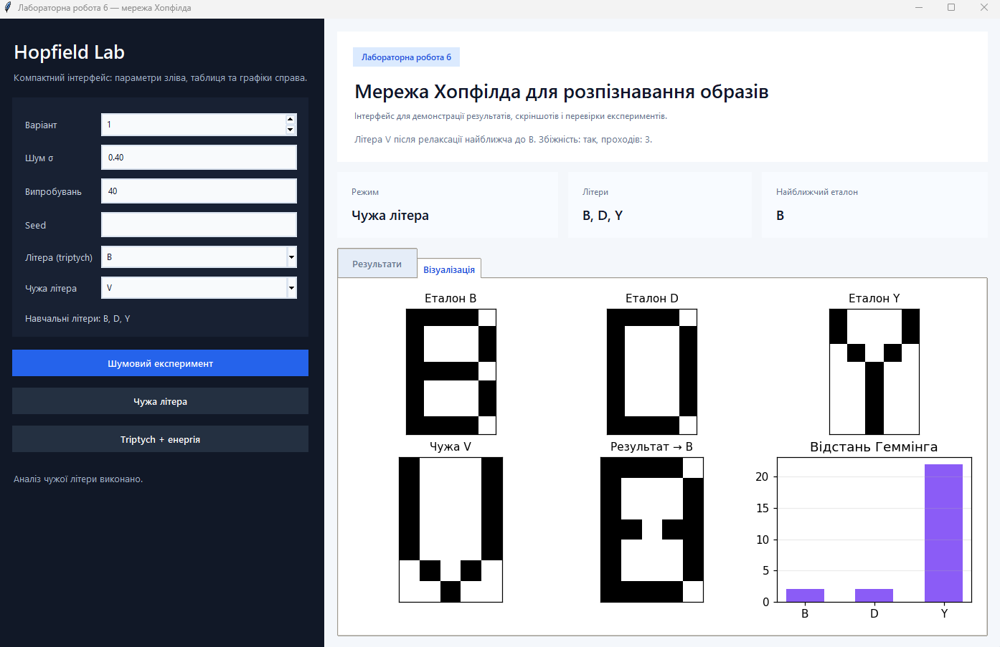 Лабораторна робота 6 — мережа Хопфілда
Hopfield Lab
Компактний інтерфейс: параметри зліва, таблиця та графіки справа.
Варіант
1
Шум σ
0.40
Випробувань
40
Seed
Літера (triptych)
B
Чужа літера
V
Навчальні літери: B, D, Y
Шумовий експеримент
Чужа літера
Triptych + енергія
Аналіз чужої літери виконано.
Лабораторна робота 6
Мережа Хопфілда для розпізнавання образів
Інтерфейс для демонстрації результатів, скріншотів і перевірки експериментів.
Літера V після релаксації найближча до B. Збіжність: так, проходів: 3.
Режим
Чужа літера
Літери
B, D, Y
Найближчий еталон
B
Результати
Візуалізація
Еталон B
Еталон D
Еталон Y
Чужа V
Результат → B
Відстань Геммінга
20
15
10
5
0
B
D
Y